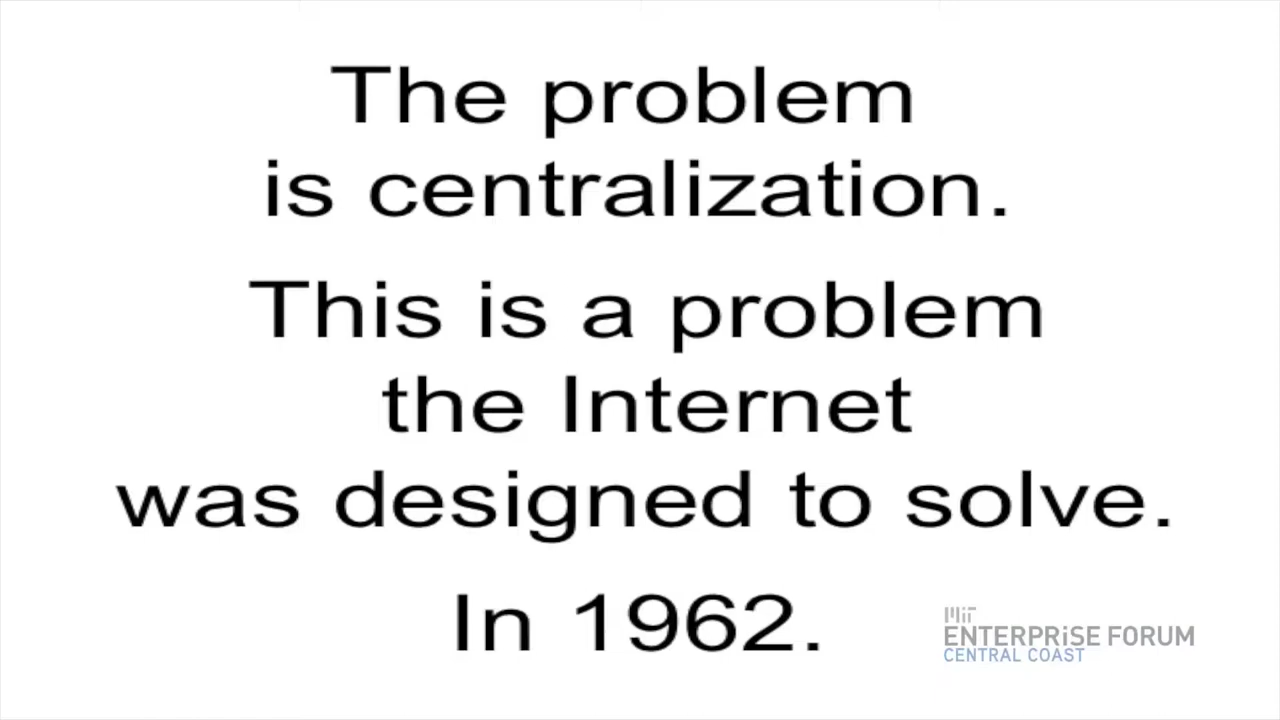 The problem
is centralization.
This is a problem
the Internet
was designed to solve.
In 1962.
MIT
ENTERPRiSE FORUM
CENTRAL COAST